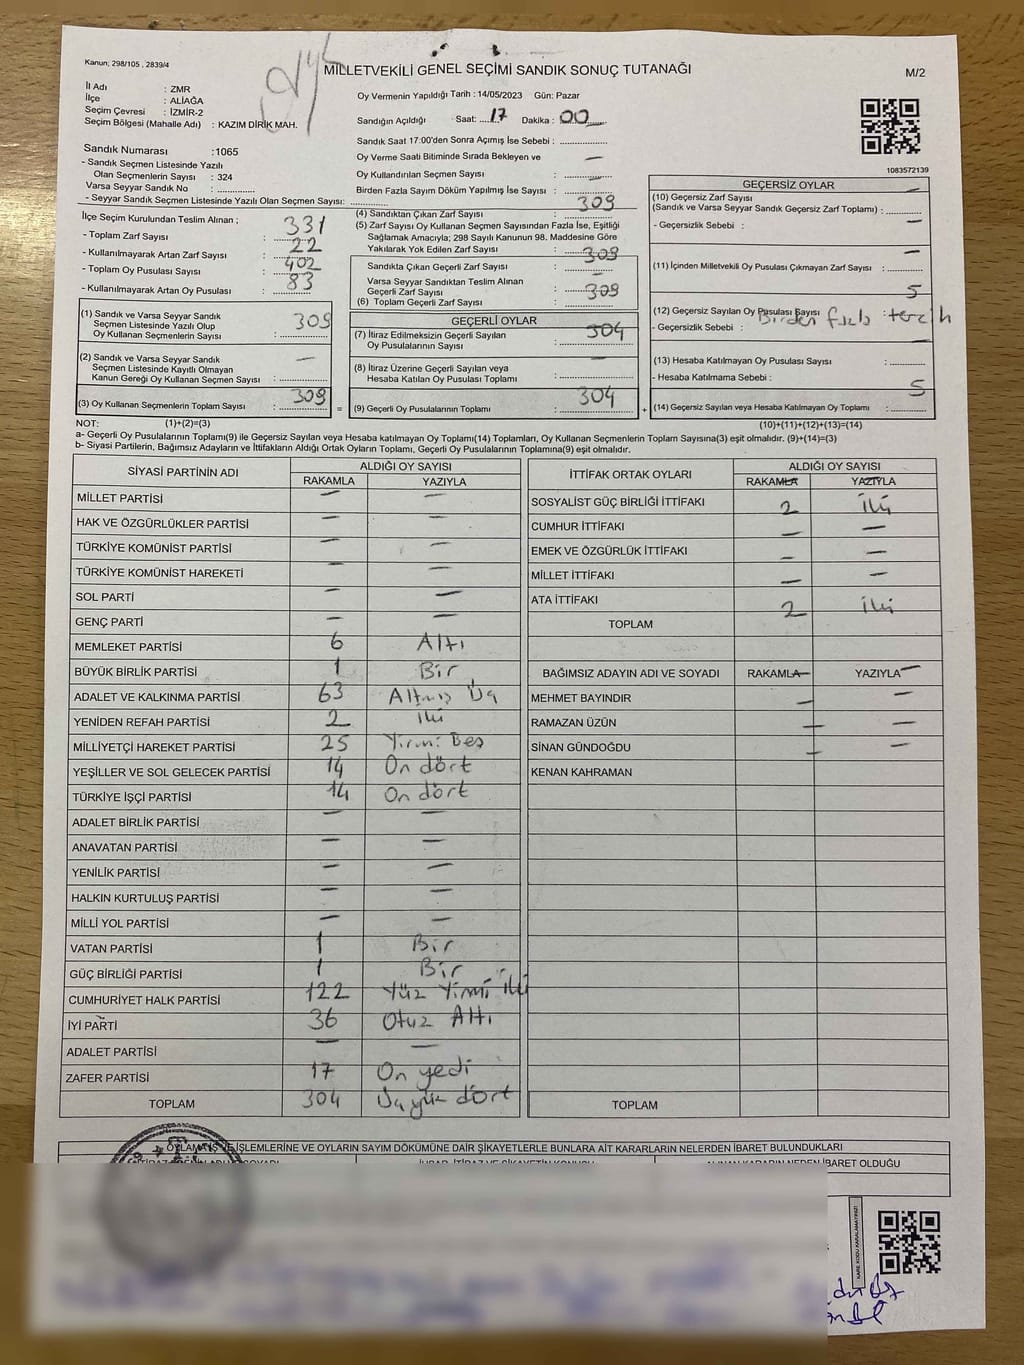 Kanun; 298/105 , 2839/4
MİLLETVEKİLİ GENEL SEÇİMİ SANDIK SONUÇ TUTANAĞI
M/2
İl Adı : ZMR
İlçe : ALİAĞA
Seçim Çevresi : İZMİR-2
Seçim Bölgesi (Mahalle Adı) : KAZIM DİRİK MAH.
Sandık Numarası :1065
- Sandık Seçmen Listesinde Yazılı
Olan Seçmenlerin Sayısı : 324
Varsa Seyyar Sandık No : ..............
- Seyyar Sandık Seçmen Listesinde Yazılı Olan Seçmen Sayısı: ..............
Oy Vermenin Yapıldığı Tarih : 14/05/2023 Gün: Pazar
Sandığın Açıldığı Saat: 17 Dakika : 00
Sandık Saat 17:00'den Sonra Açımış İse Sebebi : ..............
Oy Verme Saati Bitiminde Sırada Bekleyen ve —
Oy Kullandırılan Seçmen Sayısı : —
Birden Fazla Sayım Döküm Yapılmış İse Sayısı : ..............
1083572139
İlçe Seçim Kurulundan Teslim Alınan ;
- Toplam Zarf Sayısı : 331
- Kullanılmayarak Artan Zarf Sayısı : 22
- Toplam Oy Pusulası Sayısı : 402
- Kullanılmayarak Artan Oy Pusulası : 83
(1) Sandık ve Varsa Seyyar Sandık
Seçmen Listesinde Yazılı Olup
Oy Kullanan Seçmen Sayısı : 309
(2) Sandık ve Varsa Seyyar Sandık
Seçmen Listesinde Kayıtlı Olmayan
Kanun Gereği Oy Kullanan Seçmen Sayısı : —
(3) Oy Kullanan Seçmenlerin Toplam Sayısı : 309
(4) Sandıktan Çıkan Zarf Sayısı : 309
(5) Zarf Sayısı Oy Kullanan Seçmen Sayısından Fazla İse, Eşitliği
Sağlamak Amacıyla; 298 Sayılı Kanunun 98. Maddesine Göre
Yakılarak Yok Edilen Zarf Sayısı :
Sandıkta Çıkan Geçerli Zarf Sayısı : 309
Varsa Seyyar Sandıktan Teslim Alınan
Geçerli Zarf Sayısı : —
(6) Toplam Geçerli Zarf Sayısı : 309
GEÇERLİ OYLAR
(7) İtiraz Edilmeksizin Geçerli Sayılan
Oy Pusulalarının Sayısı : 304
(8) İtiraz Üzerine Geçerli Sayılan veya
Hesaba Katılan Oy Pusulası Toplamı : —
= (9) Geçerli Oy Pusulalarının Toplamı : 304
GEÇERSİZ OYLAR
(10) Geçersiz Zarf Sayısı —
(Sandık ve Varsa Seyyar Sandık Geçersiz Zarf Toplamı) : ..............
- Geçersizlik Sebebi : —
(11) İçinden Milletvekili Oy Pusulası Çıkmayan Zarf Sayısı : —
(12) Geçersiz Sayılan Oy Pusulası Sayısı : 5
- Geçersizlik Sebebi : Birden fazla tercih
(13) Hesaba Katılmayan Oy Pusulası Sayısı : —
- Hesaba Katılmama Sebebi :
+ (14) Geçersiz Sayılan veya Hesaba Katılmayan Oy Toplamı : 5
NOT: (1)+(2)=(3)
(10)+(11)+(12)+(13)=(14)
a- Geçerli Oy Pusulalarının Toplamı(9) ile Geçersiz Sayılan veya Hesaba katılmayan Oy Toplamı(14) Toplamları, Oy Kullanan Seçmenlerin Toplam Sayısına(3) eşit olmalıdır. (9)+(14)=(3)
b- Siyasi Partilerin, Bağımsız Adayların ve İttifakların Aldığı Ortak Oyların Toplamı, Geçerli Oy Pusulalarının Toplamına(9) eşit olmalıdır.
SİYASİ PARTİNİN ADI ALDIĞI OY SAYISI
RAKAMLA YAZIYLA
MİLLET PARTİSİ — —
HAK VE ÖZGÜRLÜKLER PARTİSİ — —
TÜRKİYE KOMÜNİST PARTİSİ — —
TÜRKİYE KOMÜNİST HAREKETİ — —
SOL PARTİ — —
GENÇ PARTİ — —
MEMLEKET PARTİSİ 6 Altı
BÜYÜK BİRLİK PARTİSİ 1 Bir
ADALET VE KALKINMA PARTİSİ 63 Altmış Üç
YENİDEN REFAH PARTİSİ 2 iki
MİLLİYETÇİ HAREKET PARTİSİ 25 Yirmi Beş
YEŞİLLER VE SOL GELECEK PARTİSİ 14 On dört
TÜRKİYE İŞÇİ PARTİSİ 14 On dört
ADALET BİRLİK PARTİSİ — —
ANAVATAN PARTİSİ — —
YENİLİK PARTİSİ — —
HALKIN KURTULUŞ PARTİSİ — —
MİLLİ YOL PARTİSİ — —
VATAN PARTİSİ 1 Bir
GÜÇ BİRLİĞİ PARTİSİ 1 Bir
CUMHURİYET HALK PARTİSİ 122 Yüz Yirmi iki
İYİ PARTİ 36 Otuz Altı
ADALET PARTİSİ — —
ZAFER PARTİSİ 17 On yedi
TOPLAM 304 Üçyüz dört
İTTİFAK ORTAK OYLARI ALDIĞI OY SAYISI
RAKAMLA YAZIYLA
SOSYALİST GÜÇ BİRLİĞİ İTTİFAKI 2 iki
CUMHUR İTTİFAKI — —
EMEK VE ÖZGÜRLÜK İTTİFAKI — —
MİLLET İTTİFAKI — —
ATA İTTİFAKI 2 iki
TOPLAM
BAĞIMSIZ ADAYIN ADI VE SOYADI RAKAMLA YAZIYLA
MEHMET BAYINDIR — —
RAMAZAN ÜZÜN — —
SİNAN GÜNDOĞDU — —
KENAN KAHRAMAN
TOPLAM
OYLAMA İŞ VE İŞLEMLERİNE VE OYLARIN SAYIM DÖKÜMÜNE DAİR ŞİKAYETLERLE BUNLARA AİT KARARLARIN NELERDEN İBARET BULUNDUKLARI
ALINAN KARARIN NEDEN İBARET OLDUĞU
KARE KODU KARALAMAYINIZ!